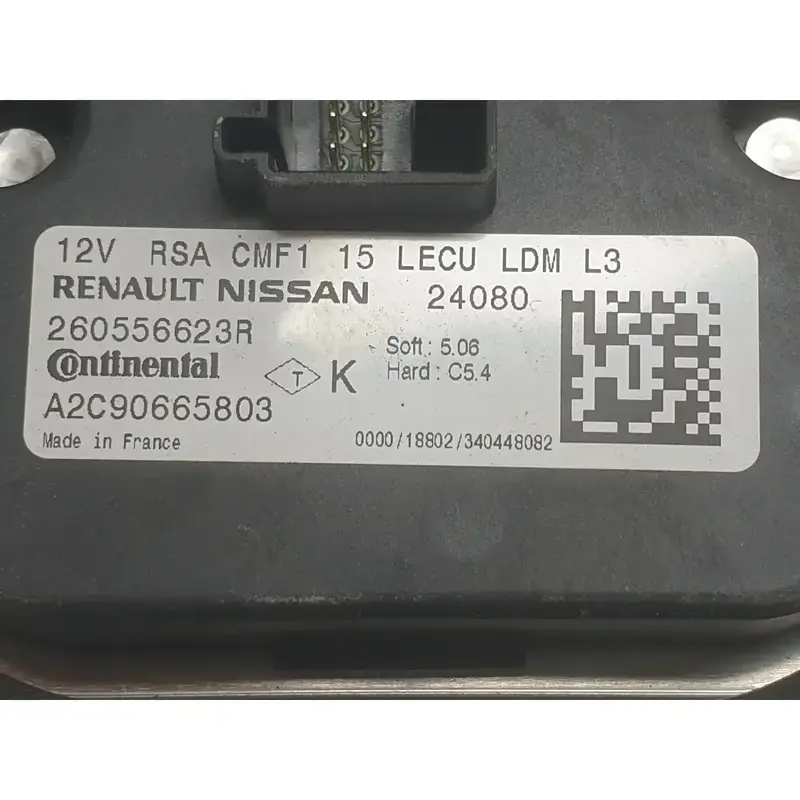 12V RSA CMF1 15 LECU LDM L3
RENAULT NISSAN 24080
260556623R
Continental
T K
Soft : 5.06
Hard : C5.4
A2C90665803
Made in France
0000/18802/340448082